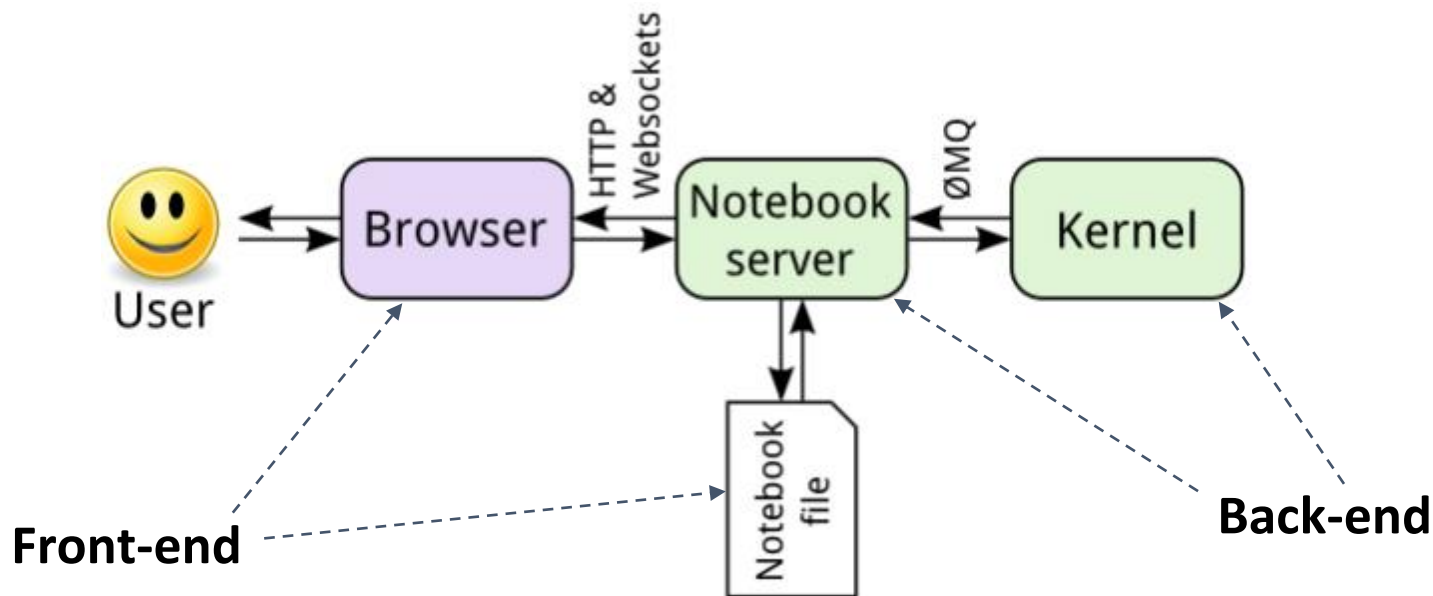 HTTP &
Websockets
ØMQ
User
Browser
Notebook
server
Kernel
Notebook
file
Front-end
Back-end